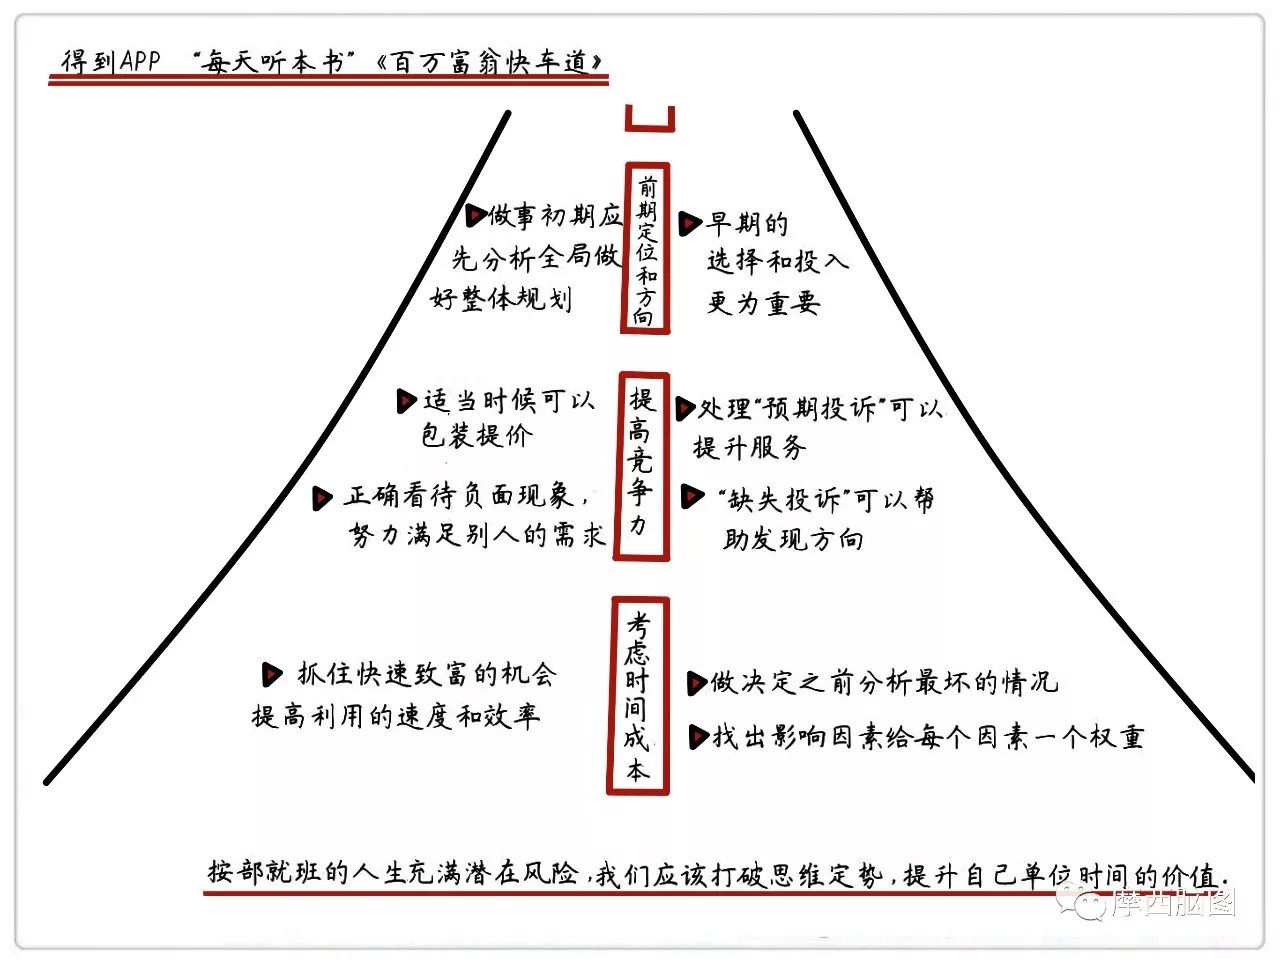 得到APP “每天听本书”《百万富翁快车道》
前期定位和方向
做事初期应
先分析全局做
好整体规划
早期的
选择和投入
更为重要
提高竞争力
适当时候可以
包装提价
正确看待负面现象，
努力满足别人的需求
处理“预期投诉”可以
提升服务
“缺失投诉”可以帮
助发现方向
考虑时间成本
抓住快速致富的机会
提高利用的速度和效率
做决定之前分析最坏的情况
找出影响因素给每个因素一个权重
按部就班的人生充满潜在风险，我们应该打破思维定势，提升自己单位时间的价值．
摩西脑图